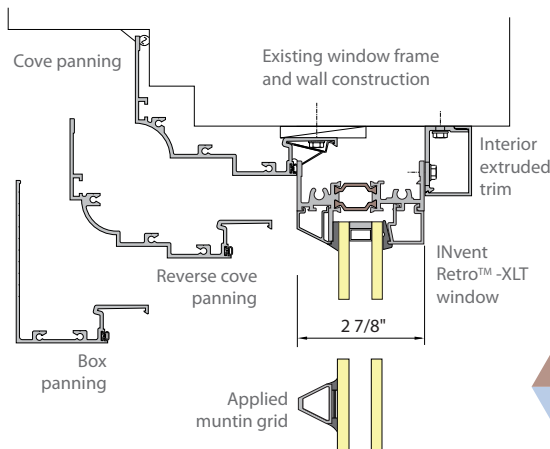 Cove panning
Existing window frame
and wall construction
Interior
extruded
trim
Reverse cove
panning
INvent
Retro™ -XLT
window
2 7/8"
Box
panning
Applied
muntin grid